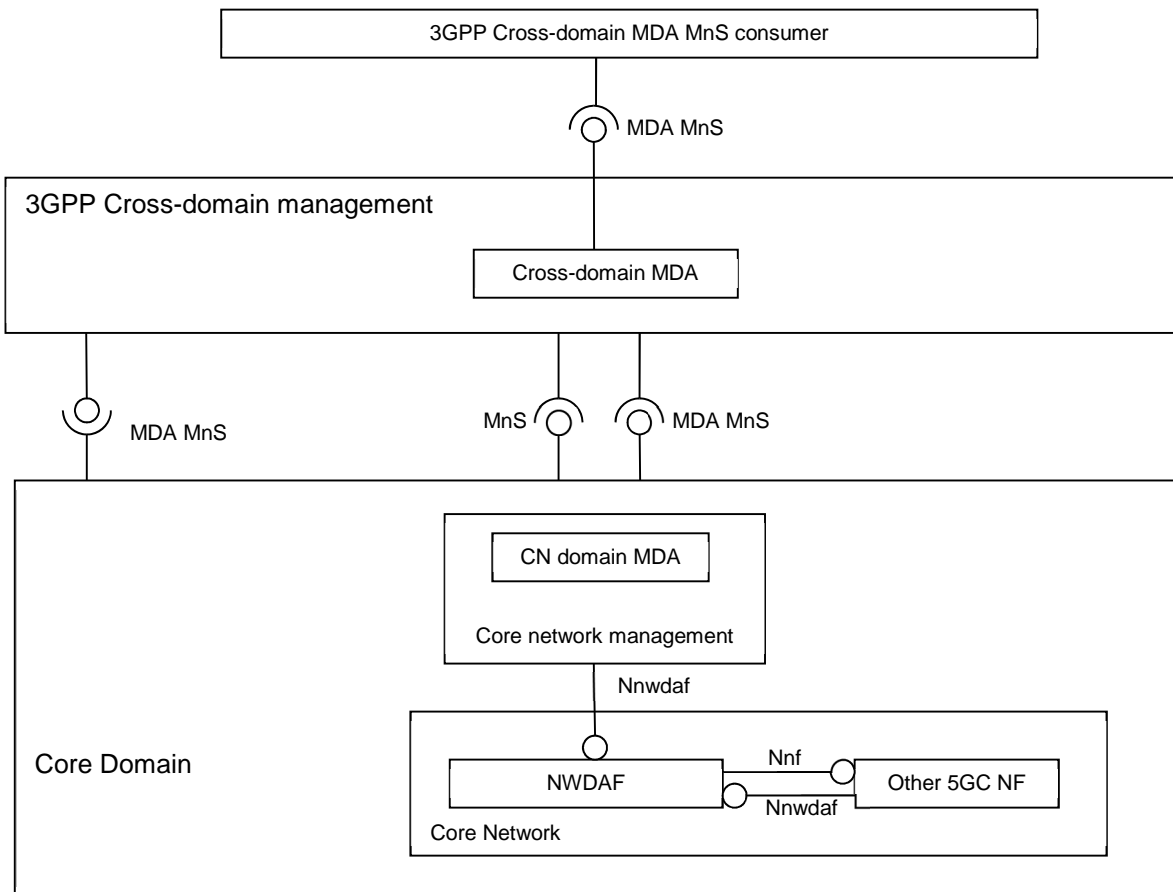 3GPP Cross-domain MDA MnS consumer
MDA MnS
3GPP Cross-domain management
Cross-domain MDA
MDA MnS
MnS
MDA MnS
CN domain MDA
Core network management
Nnwdaf
Core Domain
NWDAF
Nnf
Nnwdaf
Other 5GC NF
Core Network